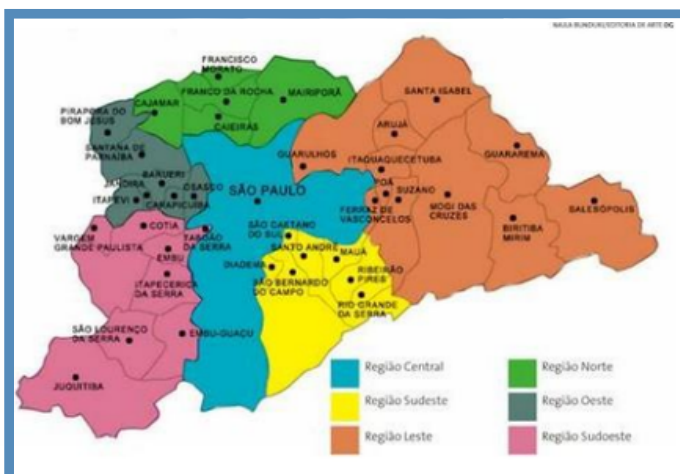 NAULA BUNDUKI/EDITORIA DE ARTE DG
FRANCISCO
MORATO
FRANCO DA ROCHA
MAIRIPORÃ
CAJAMAR
CAIEIRAS
PIRAPORA DO
BOM JESUS
SANTANA DE
PARNAÍBA
BARUERI
JANDIRA
OSASCO
ITAPEVI
CARAPICUIBA
SANTA ISABEL
ARUJÁ
GUARULHOS
ITAQUAQUECETUBA
GUARAREMA
POÁ
SUZANO
FERRAZ DE
VASCONCELOS
MOGI DAS
CRUZES
BIRITIBA
MIRIM
SALESÓPOLIS
SÃO PAULO
VARGEM
GRANDE PAULISTA
COTIA
TABOÃO
DA SERRA
EMBU
ITAPECERICA
DA SERRA
SÃO LOURENÇO
DA SERRA
EMBU-GUAÇU
JUQUITIBA
SÃO CAETANO
DO SUL
SANTO ANDRÉ
MAUÁ
DIADEMA
SÃO BERNARDO
DO CAMPO
RIBEIRÃO
PIRES
RIO GRANDE
DA SERRA
Região Central
Região Norte
Região Sudeste
Região Oeste
Região Leste
Região Sudoeste